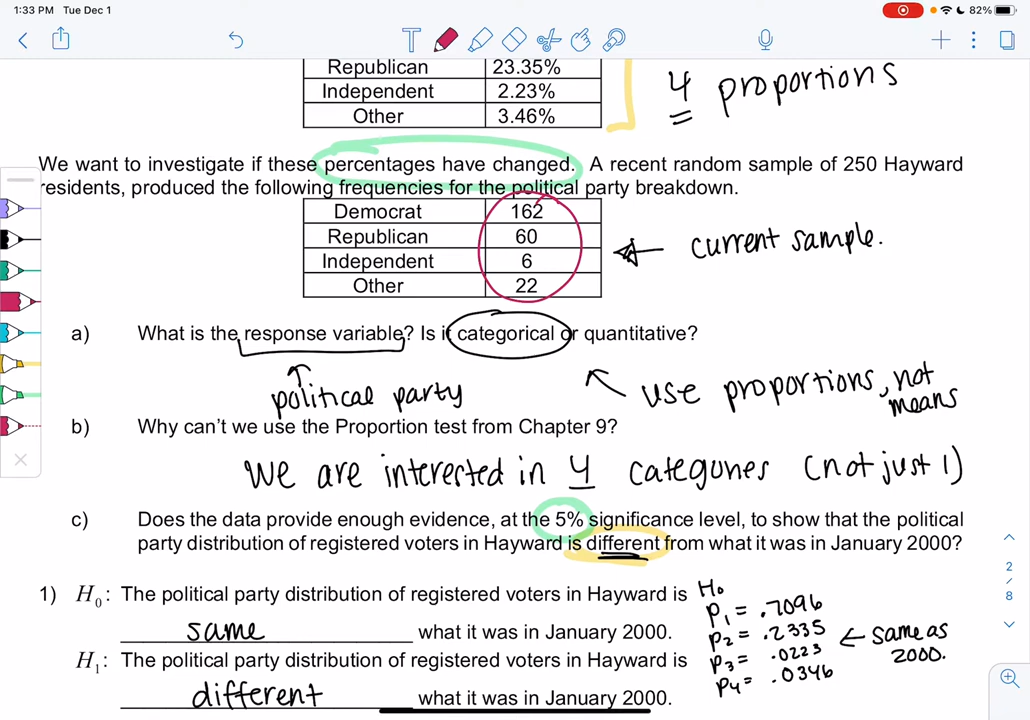 1:33 PM Tue Dec 1
82%
T
Republican 23.35%
Independent 2.23%
Other 3.46%
4 proportions
We want to investigate if these percentages have changed. A recent random sample of 250 Hayward
residents, produced the following frequencies for the political party breakdown.
Democrat 162
Republican 60
Independent 6
Other 22
current sample.
a) What is the response variable? Is it categorical or quantitative?
political party
use proportions, not
means
b) Why can't we use the Proportion test from Chapter 9?
We are interested in 4 categories (not just 1)
c) Does the data provide enough evidence, at the 5% significance level, to show that the political
party distribution of registered voters in Hayward is different from what it was in January 2000?
1) H₀: The political party distribution of registered voters in Hayward is
same what it was in January 2000.
H₁: The political party distribution of registered voters in Hayward is
different what it was in January 2000.
H₀
p₁ = .7096
p₂ = .2335
p₃ = .0223
p₄ = .0346
same as
2000.
2
/
8